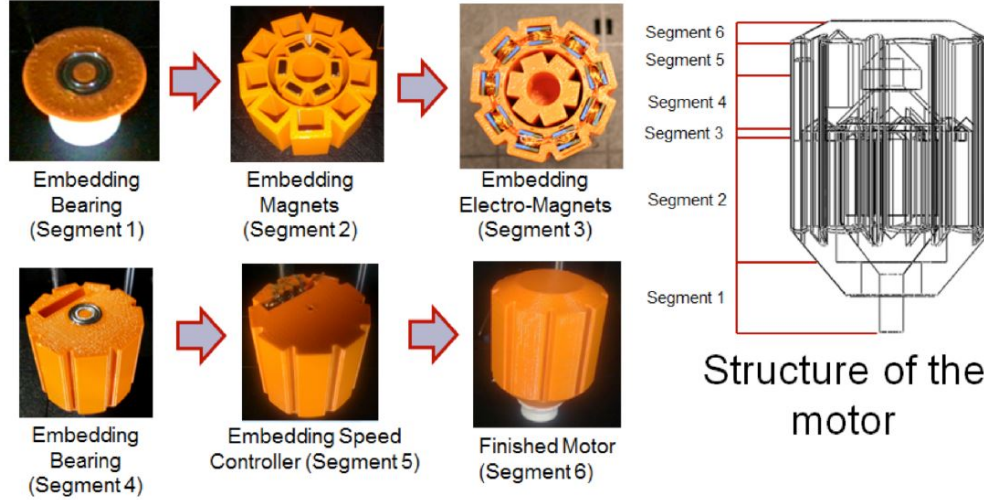 Embedding
Bearing
(Segment 1)
Embedding
Magnets
(Segment 2)
Embedding
Electro-Magnets
(Segment 3)
Embedding
Bearing
(Segment 4)
Embedding Speed
Controller (Segment 5)
Finished Motor
(Segment 6)
Segment 6
Segment 5
Segment 4
Segment 3
Segment 2
Segment 1
Structure of the
motor